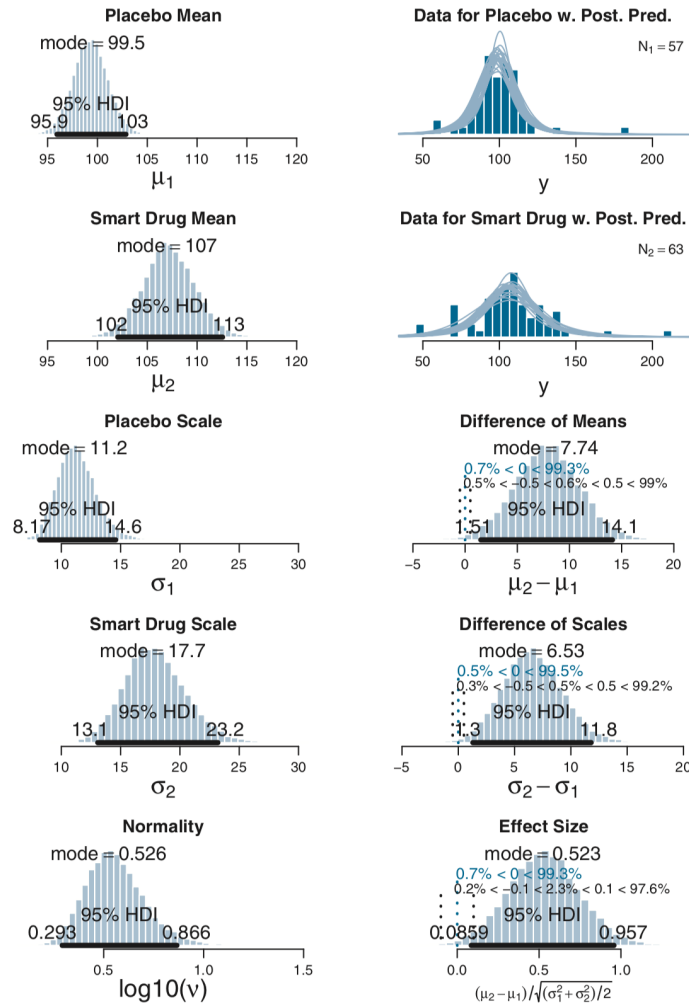 Placebo Mean
mode = 99.5
95% HDI
95.9 103
95 100 105 110 115 120
μ1
Data for Placebo w. Post. Pred.
N1 = 57
50 100 150 200
y
Smart Drug Mean
mode = 107
95% HDI
102 113
95 100 105 110 115 120
μ2
Data for Smart Drug w. Post. Pred.
N2 = 63
50 100 150 200
y
Placebo Scale
mode = 11.2
95% HDI
8.17 14.6
10 15 20 25 30
σ1
Difference of Means
mode = 7.74
0.7% < 0 < 99.3%
0.5% < −0.5 < 0.6% < 0.5 < 99%
95% HDI
1.51 14.1
−5 0 5 10 15 20
μ2 − μ1
Smart Drug Scale
mode = 17.7
95% HDI
13.1 23.2
10 15 20 25 30
σ2
Difference of Scales
mode = 6.53
0.5% < 0 < 99.5%
0.3% < −0.5 < 0.5% < 0.5 < 99.2%
95% HDI
1.3 11.8
−5 0 5 10 15 20
σ2 − σ1
Normality
mode = 0.526
95% HDI
0.293 0.866
0.5 1.0 1.5
log10(ν)
Effect Size
mode = 0.523
0.7% < 0 < 99.3%
0.2% < −0.1 < 2.3% < 0.1 < 97.6%
95% HDI
0.0859 0.957
0.0 0.5 1.0
(μ2 − μ1)/√(σ1² + σ2²)/2